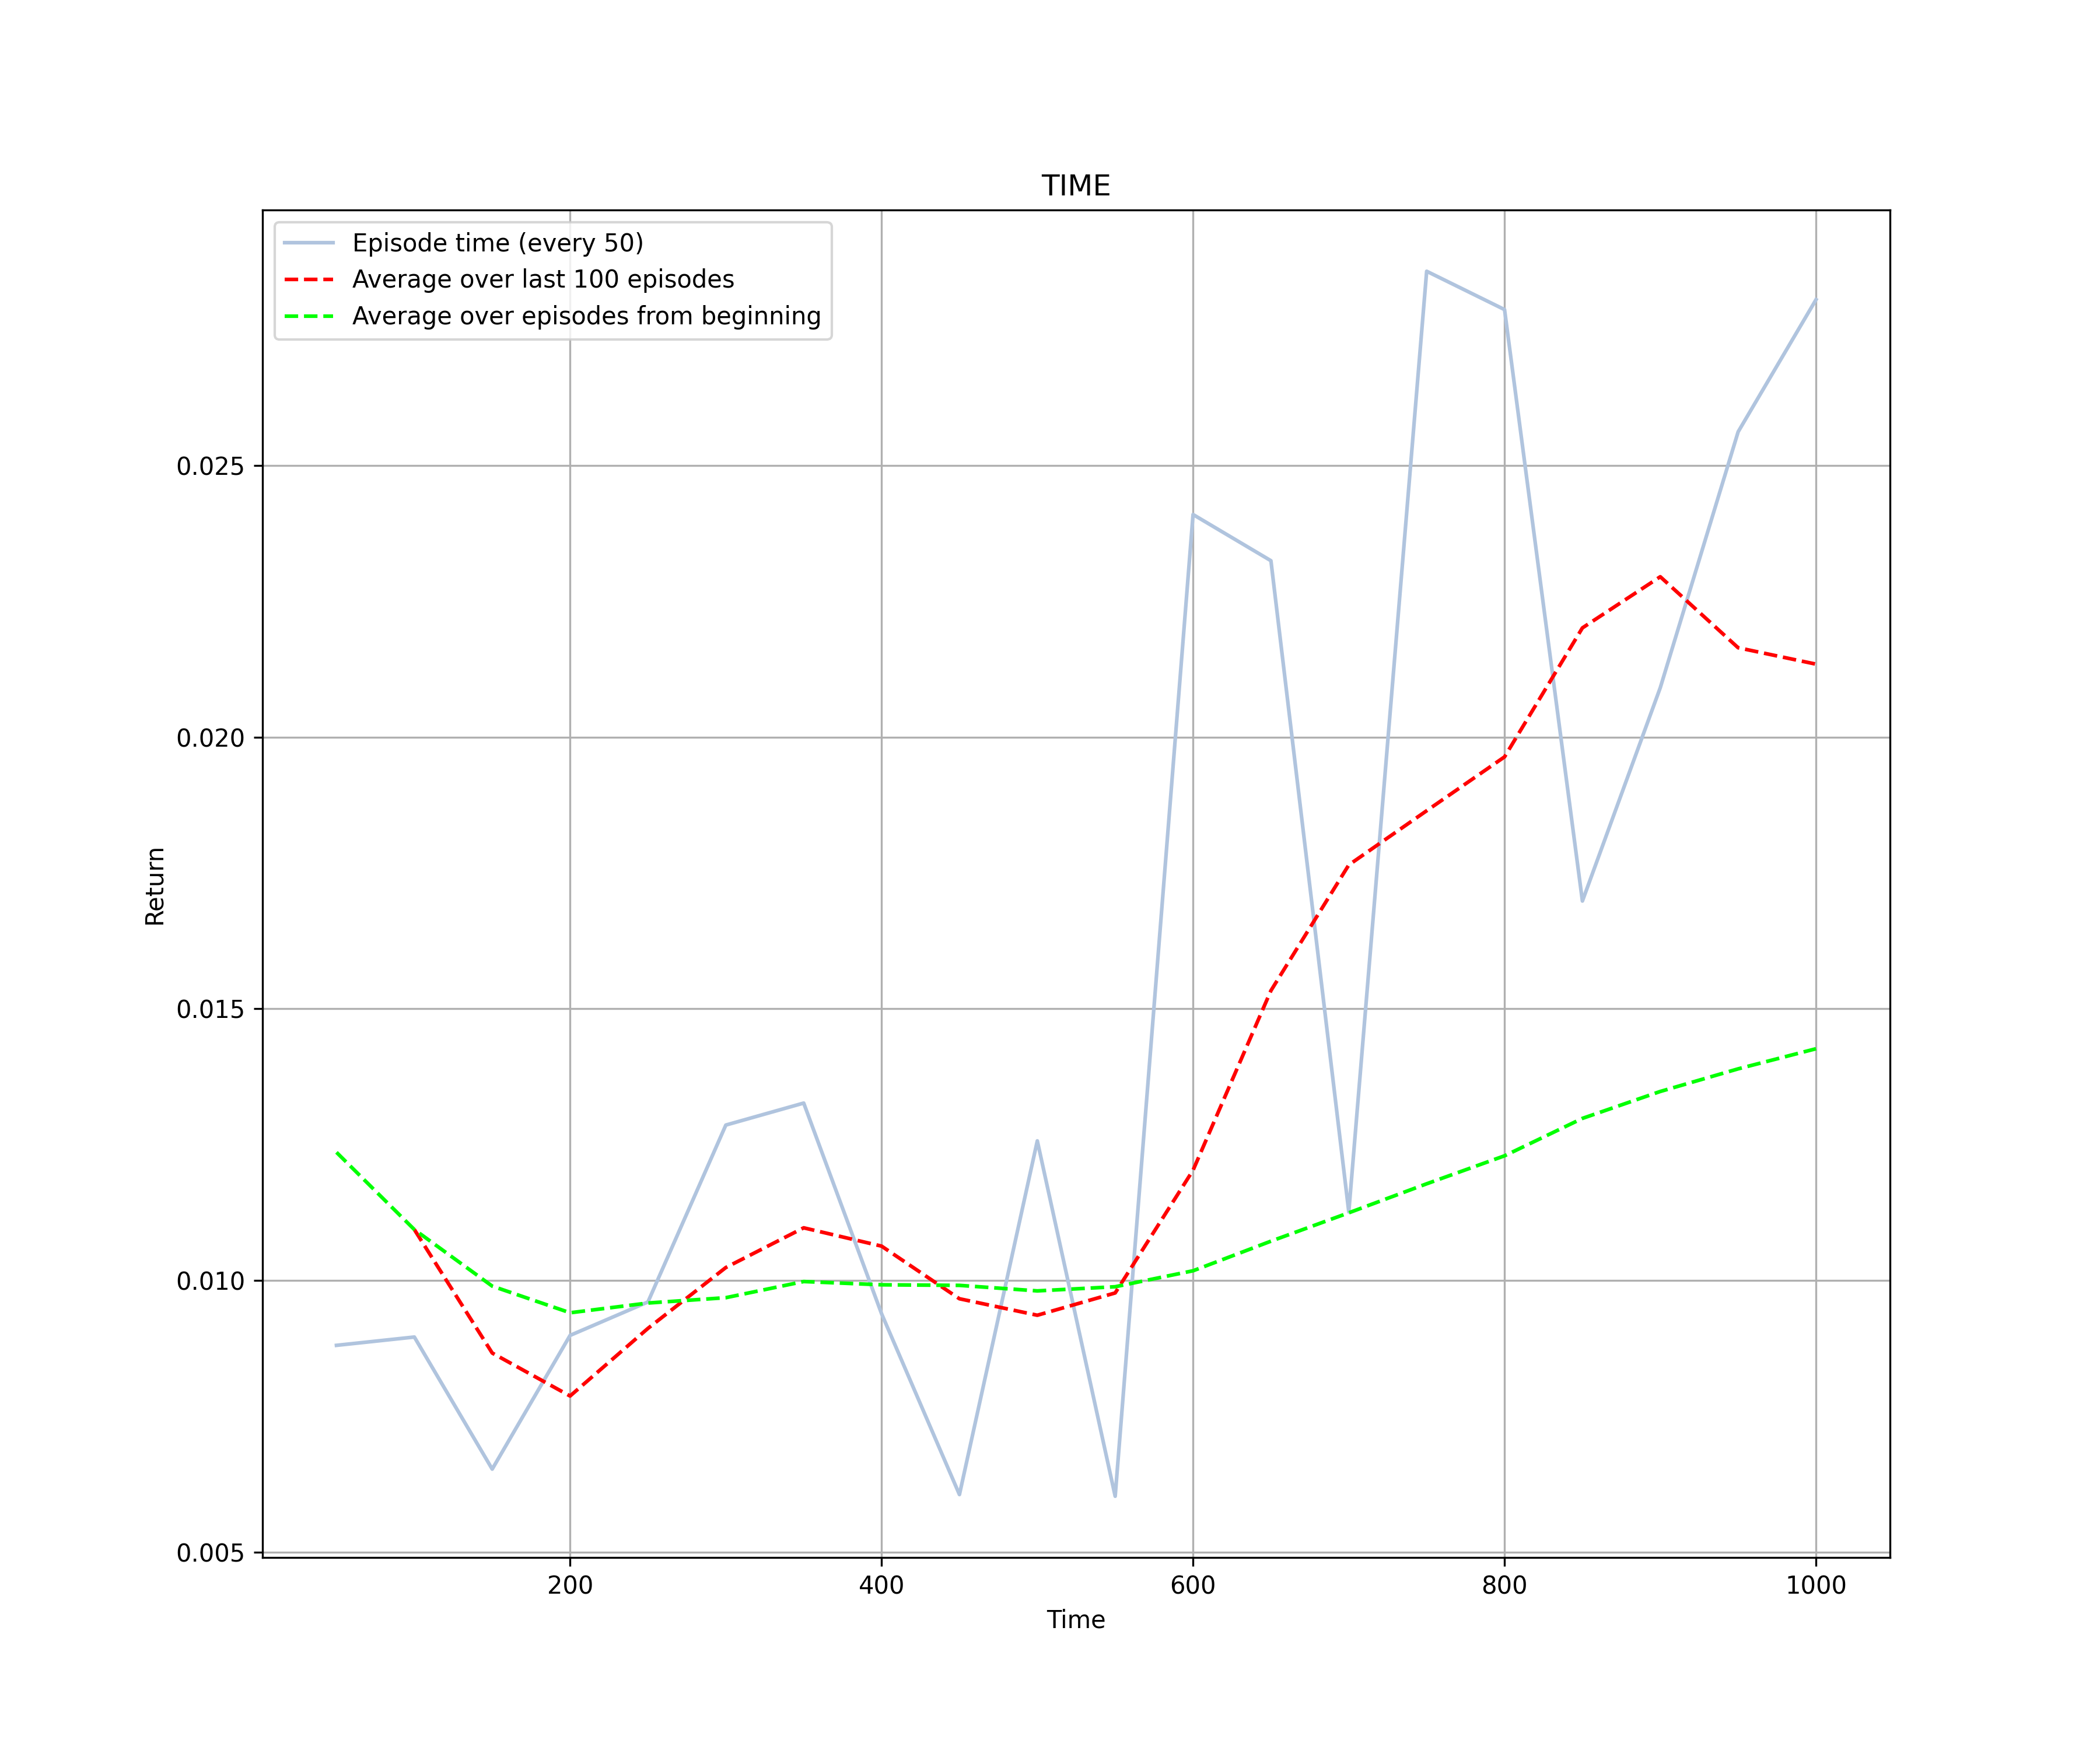 TIME
Episode time (every 50)
Average over last 100 episodes
Average over episodes from beginning
0.025
0.020
0.015
0.010
0.005
Return
200 400 600 800 1000
Time